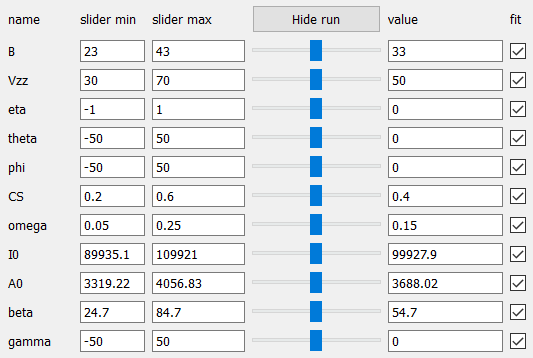 name slider min slider max Hide run value fit
B 23 43 33
Vzz 30 70 50
eta -1 1 0
theta -50 50 0
phi -50 50 0
CS 0.2 0.6 0.4
omega 0.05 0.25 0.15
I0 89935.1 109921 99927.9
A0 3319.22 4056.83 3688.02
beta 24.7 84.7 54.7
gamma -50 50 0